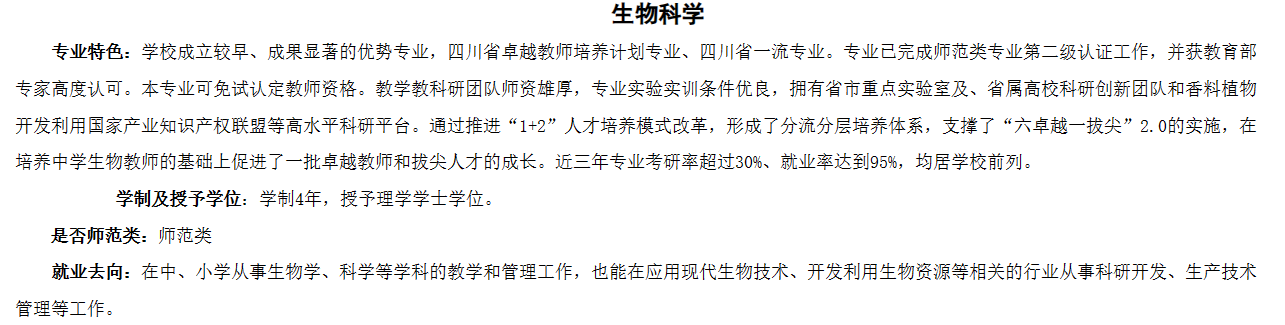 生物科学
专业特色：学校成立较早、成果显著的优势专业，四川省卓越教师培养计划专业、四川省一流专业。专业已完成师范类专业第二级认证工作，并获教育部
专家高度认可。本专业可免试认定教师资格。教学教科研团队师资雄厚，专业实验实训条件优良，拥有省市重点实验室及、省属高校科研创新团队和香料植物
开发利用国家产业知识产权联盟等高水平科研平台。通过推进“1+2”人才培养模式改革，形成了分流分层培养体系，支撑了“六卓越一拔尖”2.0的实施，在
培养中学生物教师的基础上促进了一批卓越教师和拔尖人才的成长。近三年专业考研率超过30%、就业率达到95%，均居学校前列。
学制及授予学位：学制4年，授予理学学士学位。
是否师范类：师范类
就业去向：在中、小学从事生物学、科学等学科的教学和管理工作，也能在应用现代生物技术、开发利用生物资源等相关的行业从事科研开发、生产技术
管理等工作。